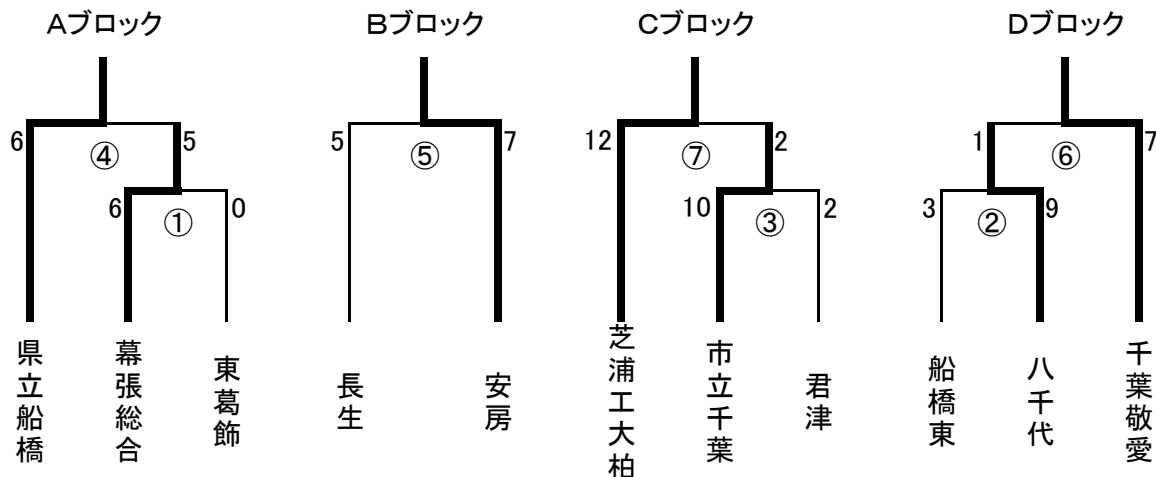 Aブロック
Bブロック
Cブロック
Dブロック
6
5
④
5
7
⑤
12
2
⑦
1
7
⑥
6
0
①
10
2
③
3
9
②
県立船橋
幕張総合
東葛飾
長生
安房
芝浦工大柏
市立千葉
君津
船橋東
八千代
千葉敬愛